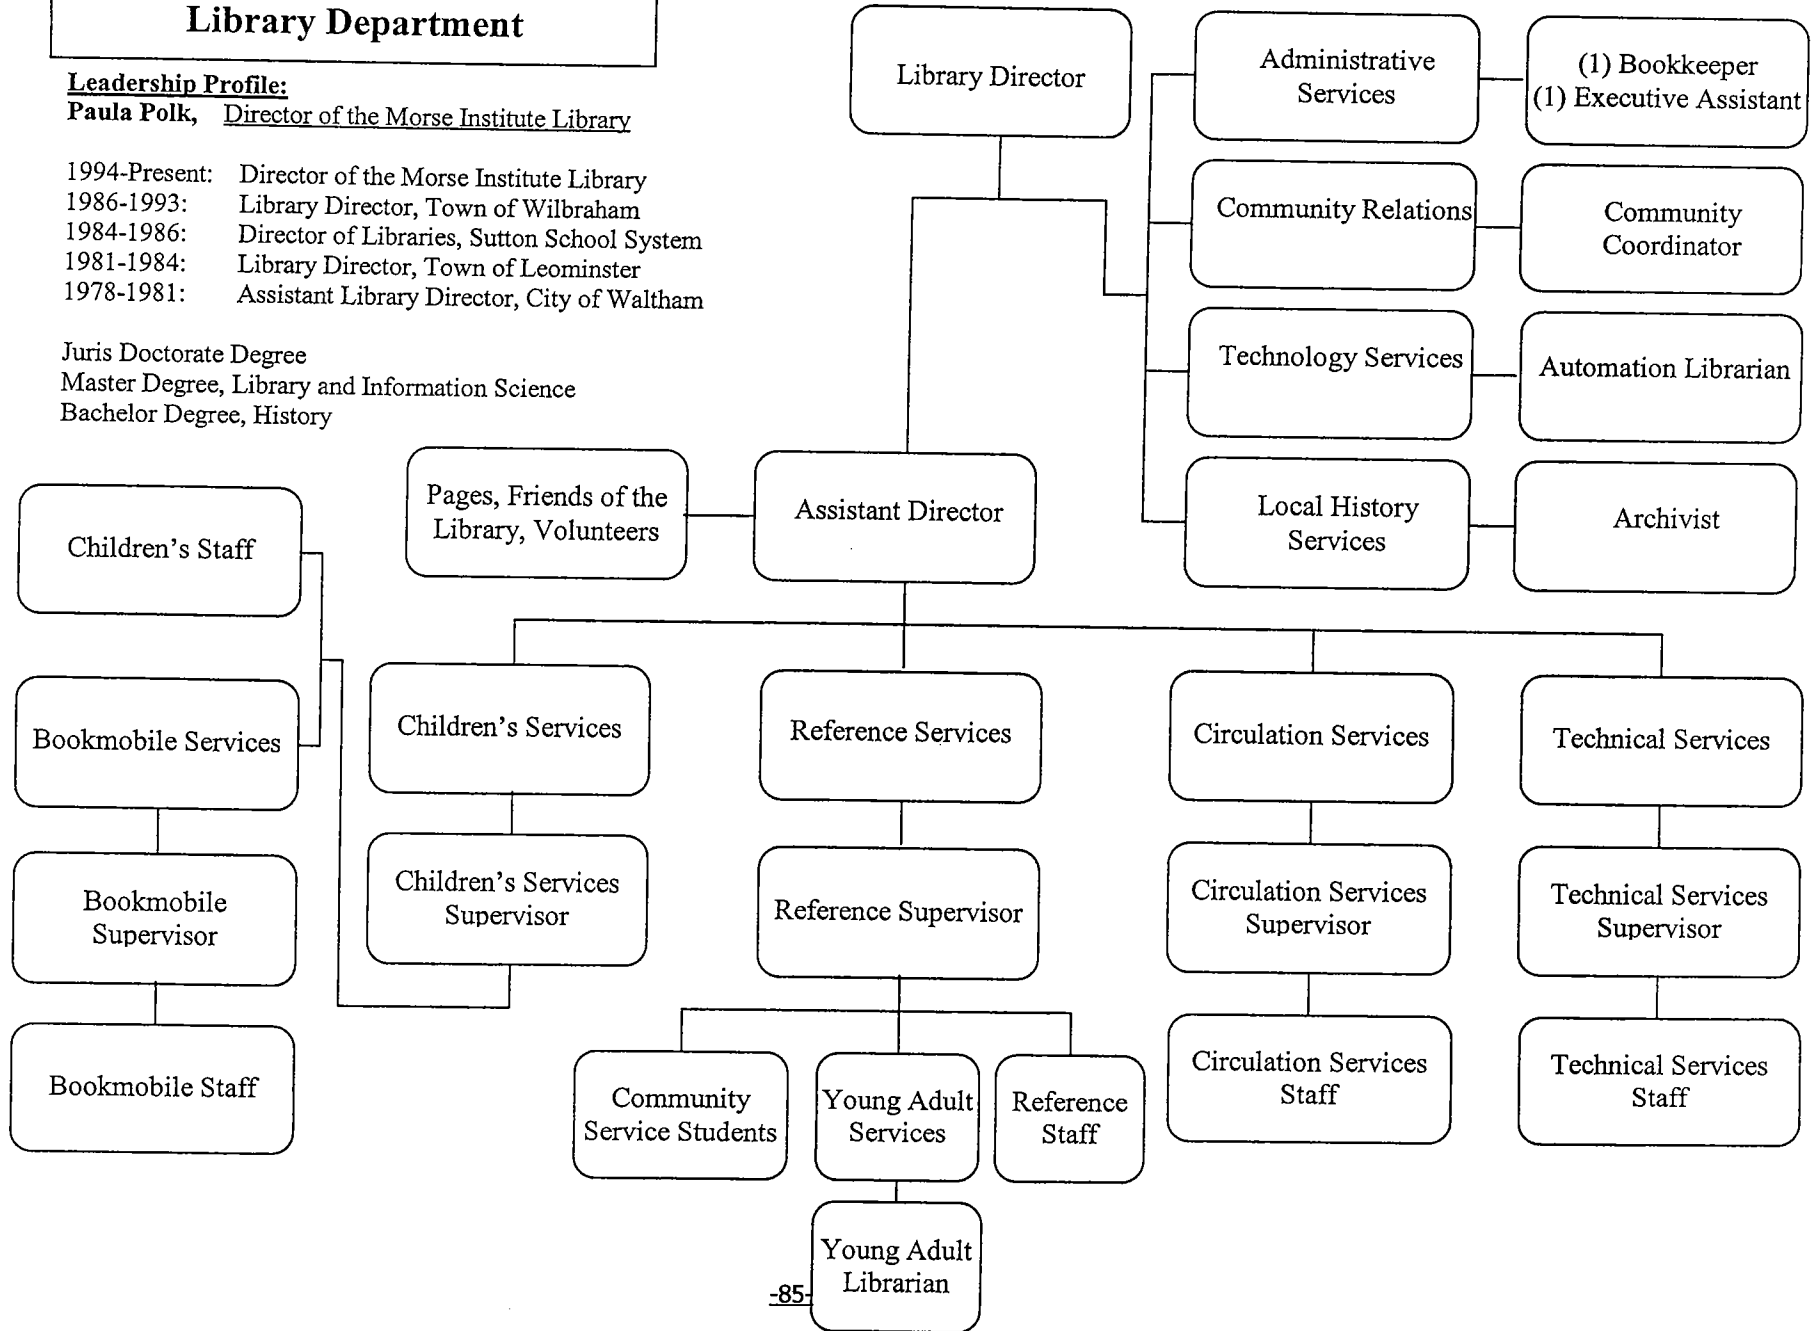 Library Department
Leadership Profile:
Paula Polk, Director of the Morse Institute Library
1994-Present: Director of the Morse Institute Library
1986-1993: Library Director, Town of Wilbraham
1984-1986: Director of Libraries, Sutton School System
1981-1984: Library Director, Town of Leominster
1978-1981: Assistant Library Director, City of Waltham
Juris Doctorate Degree
Master Degree, Library and Information Science
Bachelor Degree, History
Library Director
Administrative
Services
(1) Bookkeeper
(1) Executive Assistant
Community Relations
Community
Coordinator
Technology Services
Automation Librarian
Local History
Services
Archivist
Pages, Friends of the
Library, Volunteers
Assistant Director
Children's Staff
Bookmobile Services
Bookmobile
Supervisor
Bookmobile Staff
Children's Services
Children's Services
Supervisor
Reference Services
Reference Supervisor
Community
Service Students
Young Adult
Services
Reference
Staff
Young Adult
Librarian
Circulation Services
Circulation Services
Supervisor
Circulation Services
Staff
Technical Services
Technical Services
Supervisor
Technical Services
Staff
-85-